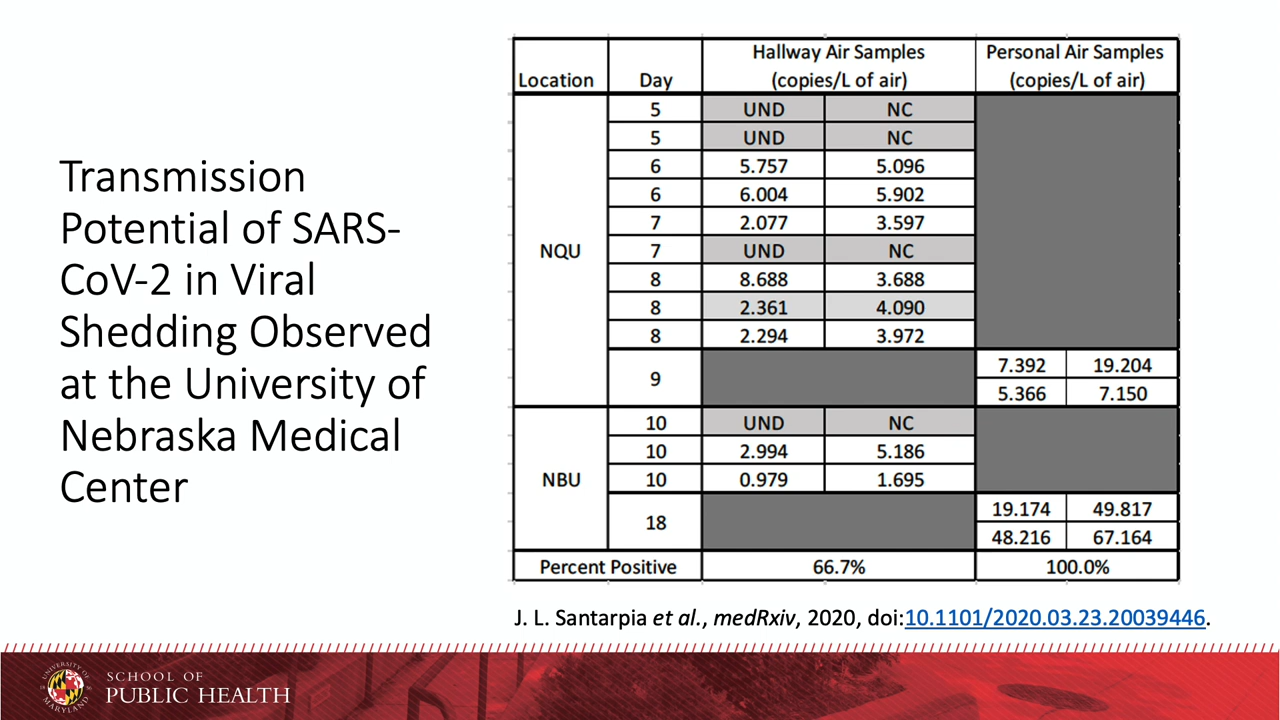 Transmission
Potential of SARS-
CoV-2 in Viral
Shedding Observed
at the University of
Nebraska Medical
Center
Location Day Hallway Air Samples (copies/L of air) Personal Air Samples (copies/L of air)
NQU
5 UND NC
5 UND NC
6 5.757 5.096
6 6.004 5.902
7 2.077 3.597
7 UND NC
8 8.688 3.688
8 2.361 4.090
8 2.294 3.972
9 7.392 19.204
5.366 7.150
NBU
10 UND NC
10 2.994 5.186
10 0.979 1.695
18 19.174 49.817
48.216 67.164
Percent Positive 66.7% 100.0%
J. L. Santarpia et al., medRxiv, 2020, doi:10.1101/2020.03.23.20039446.
UNIVERSITY OF
MARYLAND
SCHOOL OF
PUBLIC HEALTH